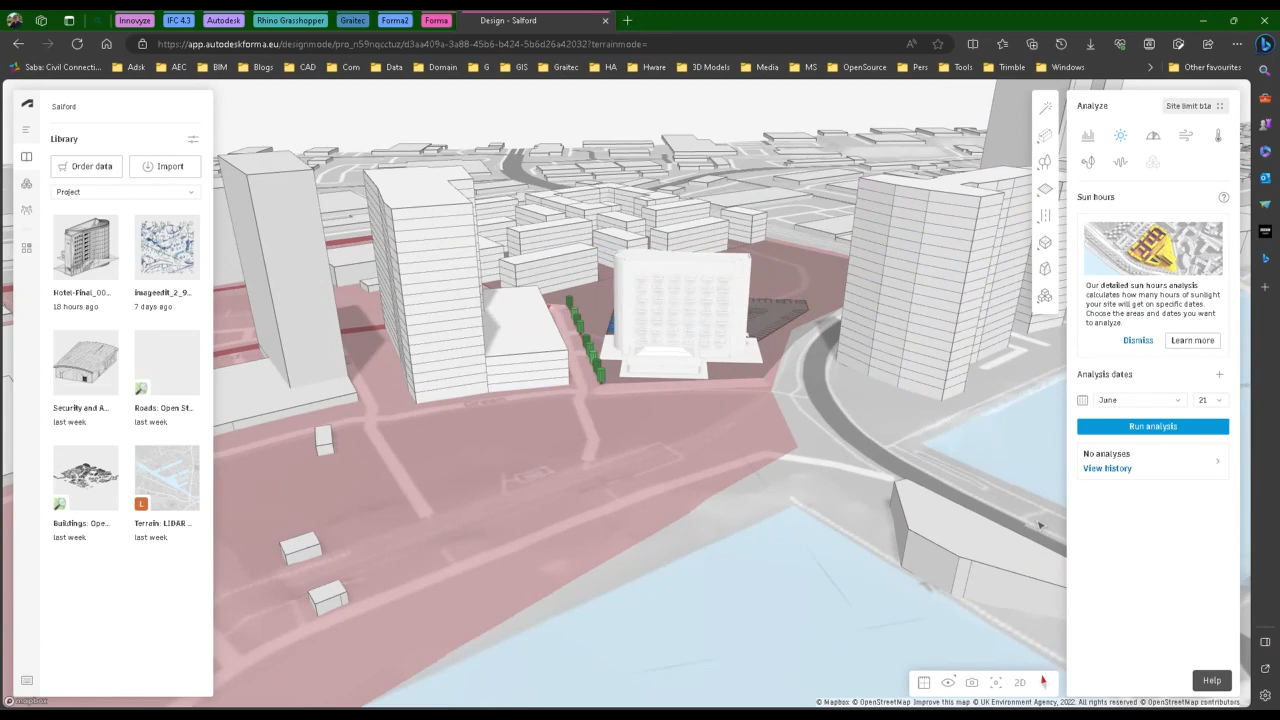 Innovyze
IFC 4.3
Autodesk
Rhino Grasshopper
Graitec
Forma2
Forma
Design - Salford
https://app.autodeskforma.eu/designmode/pro_n59nqcctuz/d3aa409a-3a88-45b6-b424-5b6d26a42032?terrainmode=
Saba: Civil Connecti...
Adsk
AEC
BIM
Blogs
CAD
Com
Data
Domain
G
GIS
Graitec
HA
Hware
3D Models
Media
MS
OpenSource
Pers
Tools
Trimble
Windows
Other favourites
Salford
Library
Order data
Import
Project
Hotel-Final_00...
18 hours ago
imageedit_2_9...
7 days ago
Security and A...
last week
Roads: Open St...
last week
Buildings: Ope...
last week
L
Terrain: LIDAR ...
last week
Analyze
Site limit b1a
Sun hours
Our detailed sun hours analysis
calculates how many hours of sunlight
your site will get on specific dates.
Choose the areas and dates you want
to analyze.
Dismiss
Learn more
Analysis dates
June
21
Run analysis
No analyses
View history
2D
Help
mapbox
© Mapbox © OpenStreetMap Improve this map © UK Environment Agency, 2022. All rights reserved © OpenStreetMap contributors